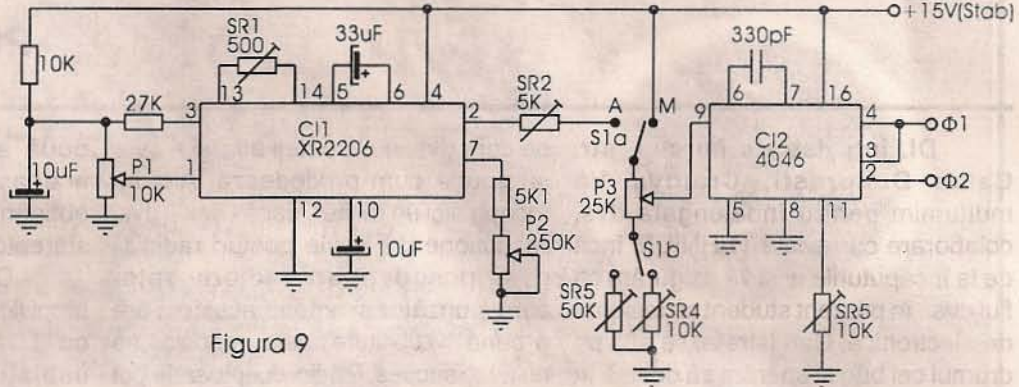 +15V(Stab)
10K
SR1
500
33uF
330pF
13
14
5
6
4
6
7
16
27K
3
2
SR2
5K
A
M
S1a
9
4
Φ1
CI1
XR2206
CI2
4046
3
2
Φ2
10uF
P1
10K
1
7
12
10
10uF
5K1
P2
250K
P3
25K
S1b
5
8
11
SR5
50K
SR4
10K
SR5
10K
Figura 9